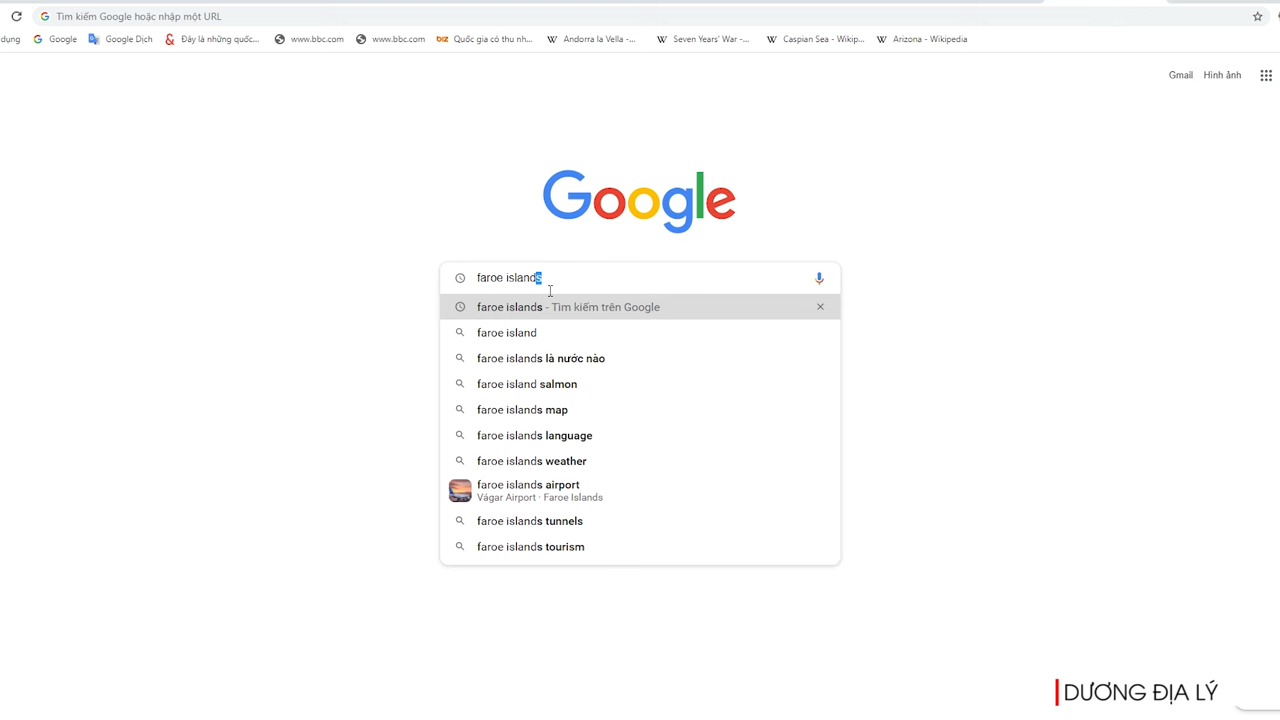 Tìm kiếm Google hoặc nhập một URL
dung Google Google Dịch Đây là những quốc... www.bbc.com www.bbc.com Quốc gia có thu nh... Andorra la Vella -... Seven Years' War -... Caspian Sea - Wikip... Arizona - Wikipedia
Gmail Hình ảnh
Google
faroe islands
faroe islands - Tìm kiếm trên Google
faroe island
faroe islands là nước nào
faroe island salmon
faroe islands map
faroe islands language
faroe islands weather
faroe islands airport
Vágar Airport · Faroe Islands
faroe islands tunnels
faroe islands tourism
DƯƠNG ĐỊA LÝ